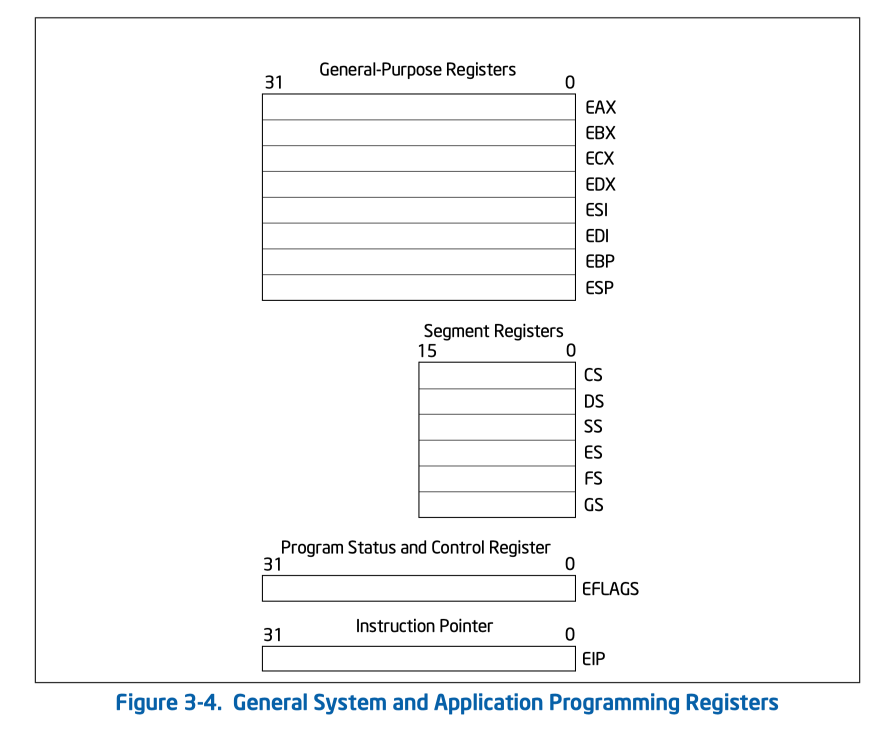 General-Purpose Registers
31 0
EAX
EBX
ECX
EDX
ESI
EDI
EBP
ESP
Segment Registers
15 0
CS
DS
SS
ES
FS
GS
Program Status and Control Register
31 0
EFLAGS
Instruction Pointer
31 0
EIP
Figure 3-4. General System and Application Programming Registers